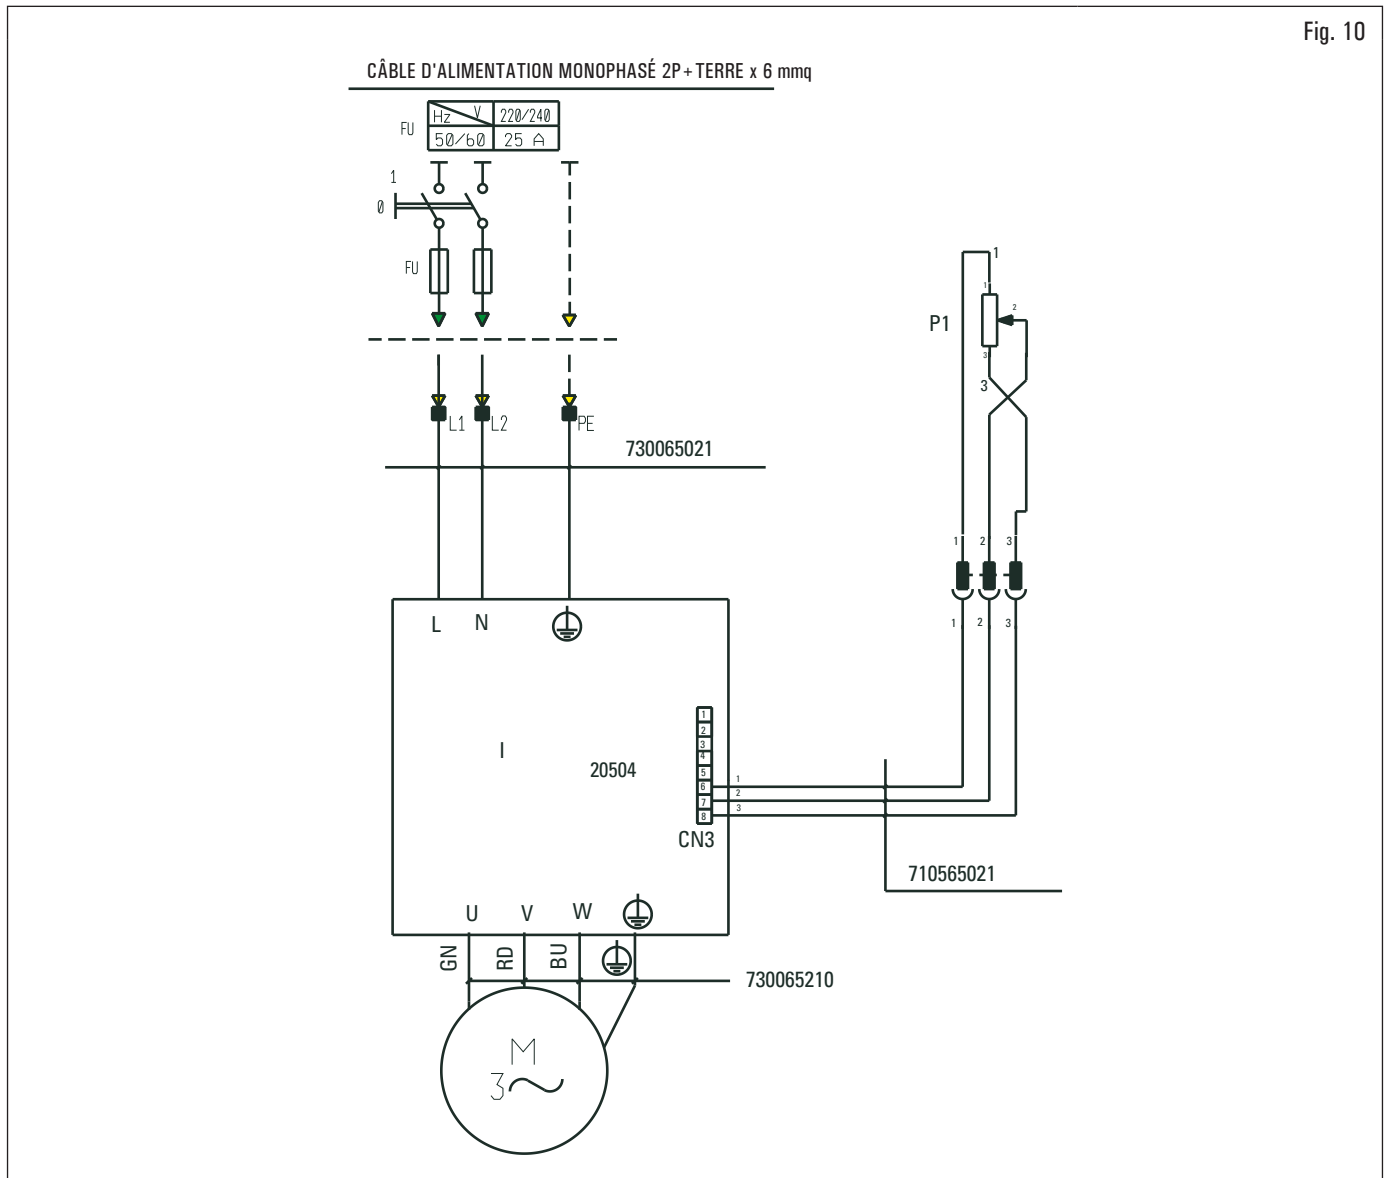 Fig. 10
CÂBLE D'ALIMENTATION MONOPHASÉ 2P+TERRE x 6 mmq
Hz V 220/240
FU
50/60 25 A
1
0
FU
1
1
2
P1
3
3
L1 L2 PE
730065021
1 2 3
L N
1 2 3
1
2
3
4
I
20504
5
6 1
7 2
8 3
CN3
710565021
U V W
GN RD BU
730065210
M
3~